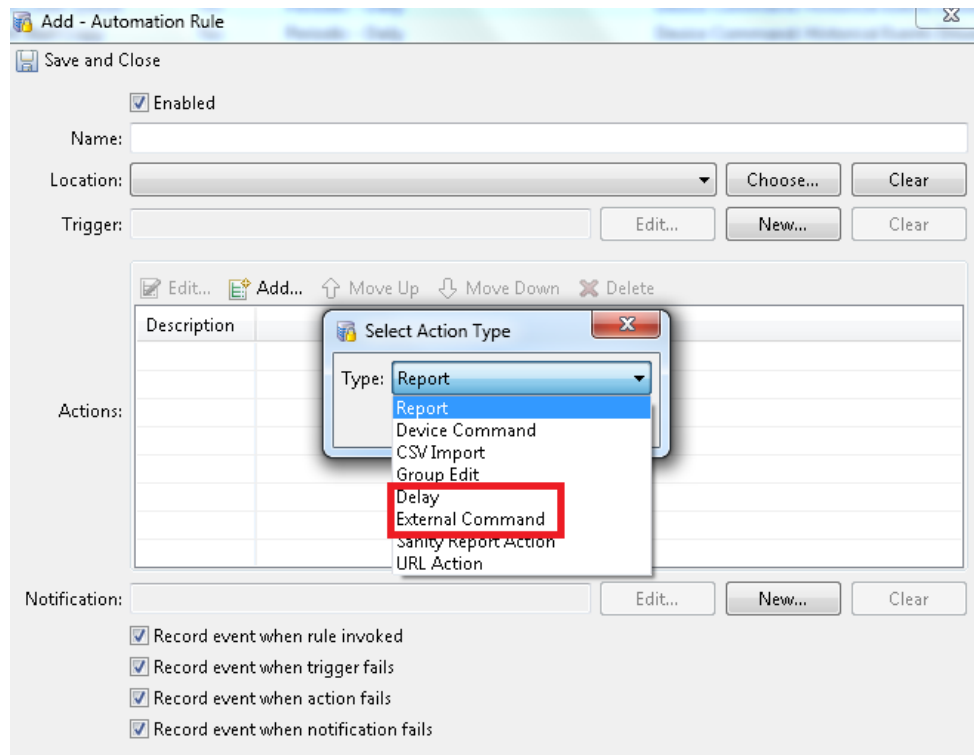 Add - Automation Rule
Save and Close
Enabled
Name:
Location: Choose... Clear
Trigger: Edit... New... Clear
Edit... Add... Move Up Move Down Delete
Description
Select Action Type
Type: Report
Report
Device Command
CSV Import
Group Edit
Delay
External Command
Sanity Report Action
URL Action
Actions:
Notification: Edit... New... Clear
Record event when rule invoked
Record event when trigger fails
Record event when action fails
Record event when notification fails